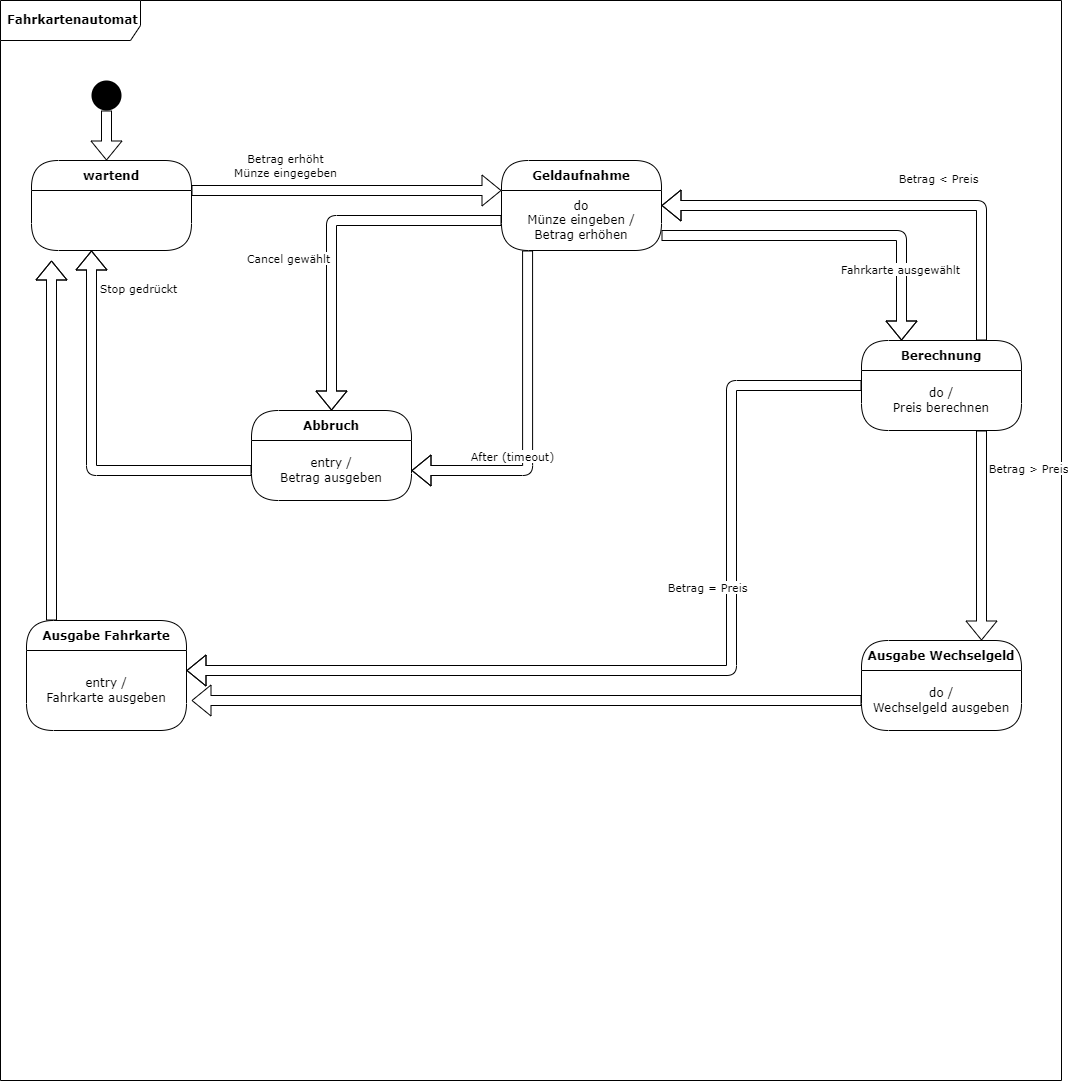 Fahrkartenautomat
Betrag erhöht
Münze eingegeben
wartend
Geldaufnahme
do
Münze eingeben /
Betrag erhöhen
Betrag < Preis
Cancel gewählt
Fahrkarte ausgewählt
Stop gedrückt
Berechnung
do /
Preis berechnen
Abbruch
entry /
Betrag ausgeben
After (timeout)
Betrag > Preis
Betrag = Preis
Ausgabe Fahrkarte
entry /
Fahrkarte ausgeben
Ausgabe Wechselgeld
do /
Wechselgeld ausgeben